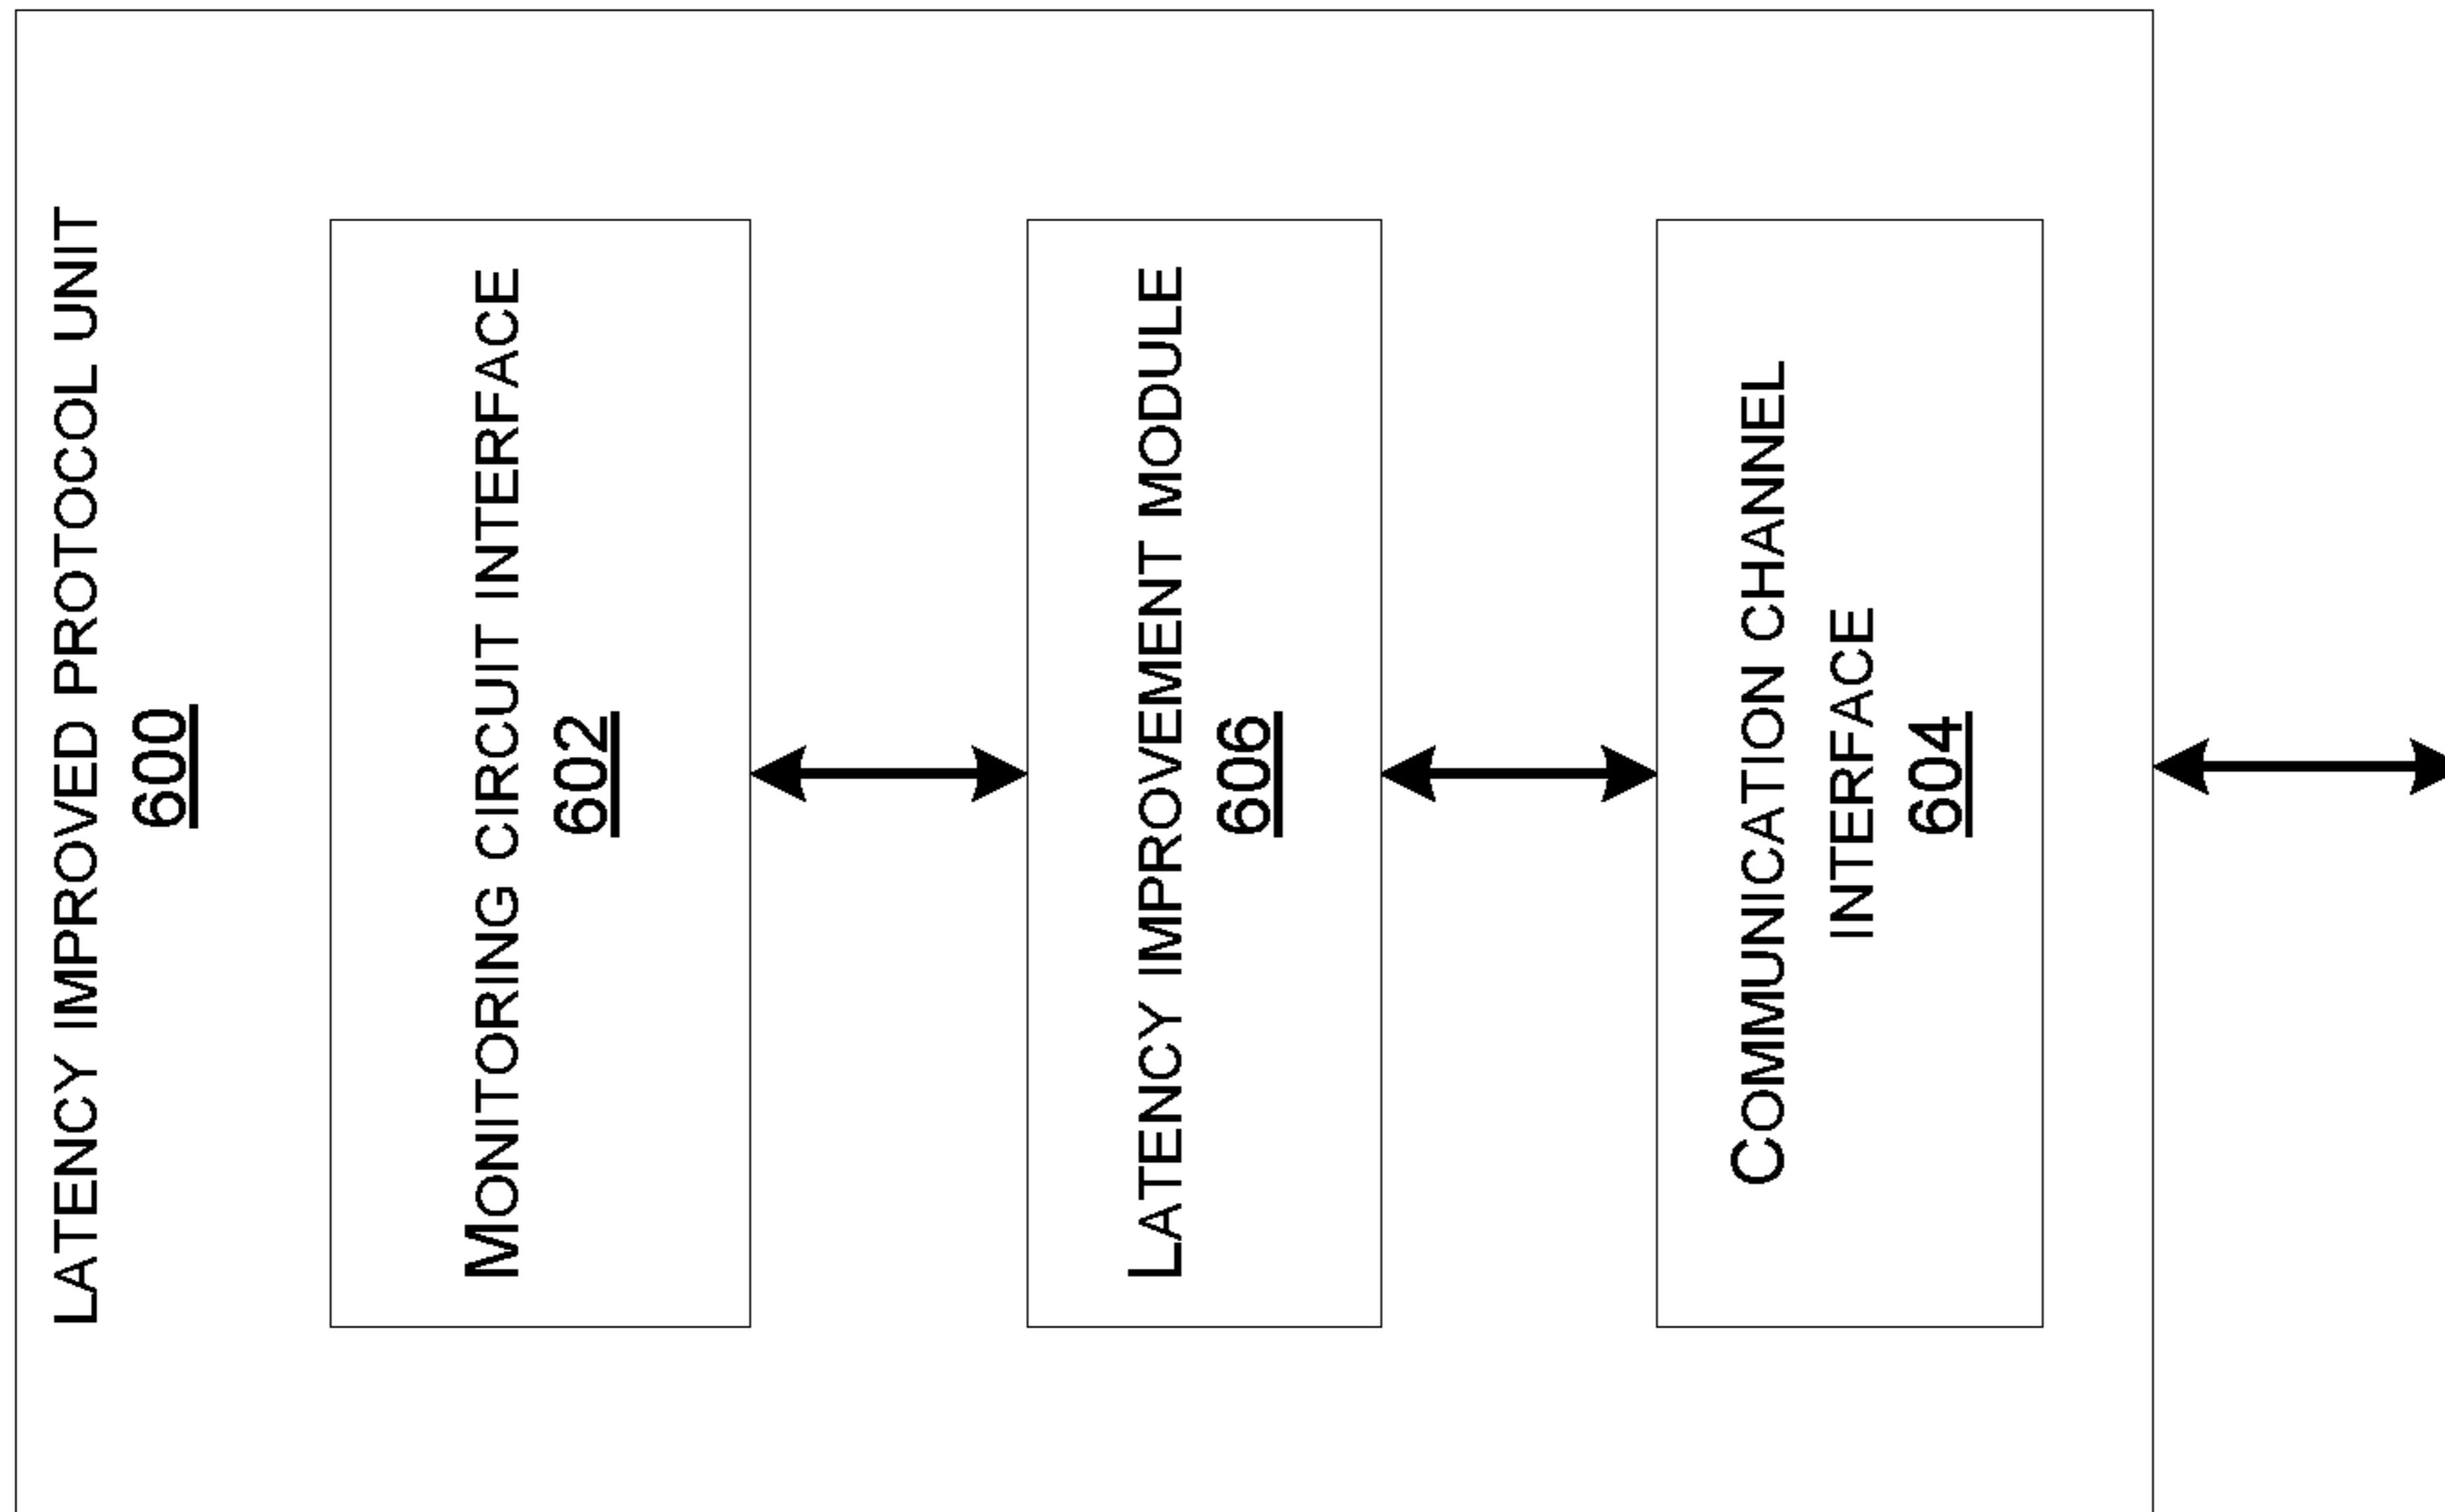 LATENCY IMPROVED PROTOCOL UNIT
600
MONITORING CIRCUIT INTERFACE
602
LATENCY IMPROVEMENT MODULE
606
COMMUNICATION CHANNEL
INTERFACE
604